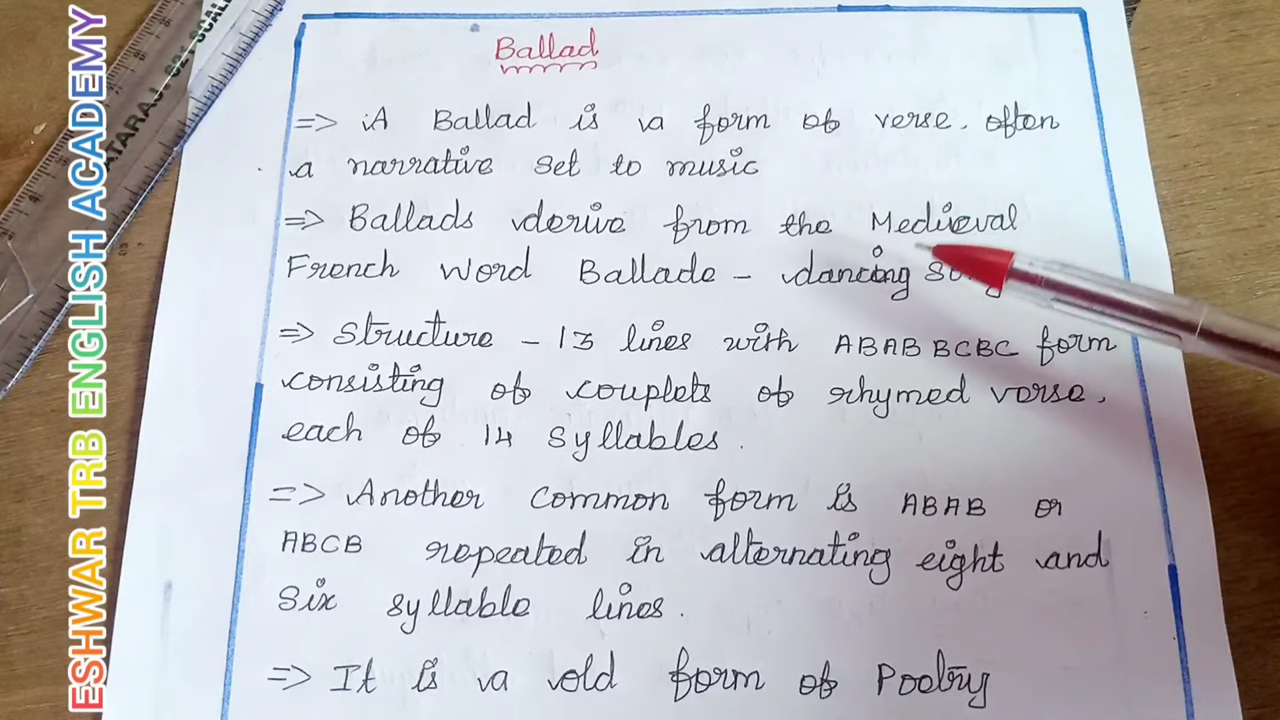 ESHWAR TRB ENGLISH ACADEMY
Ballad
=> A Ballad is a form of verse. often
a narrative set to music
=> Ballads derive from the Medieval
French Word Ballade - dancing song
=> structure - 13 lines with ABAB BCBC form
consisting of couplets of rhymed verse.
each of 14 syllables.
=> Another common form is ABAB or
ABCB repeated in alternating eight and
Six syllable lines.
=> It is a old form of Poetry